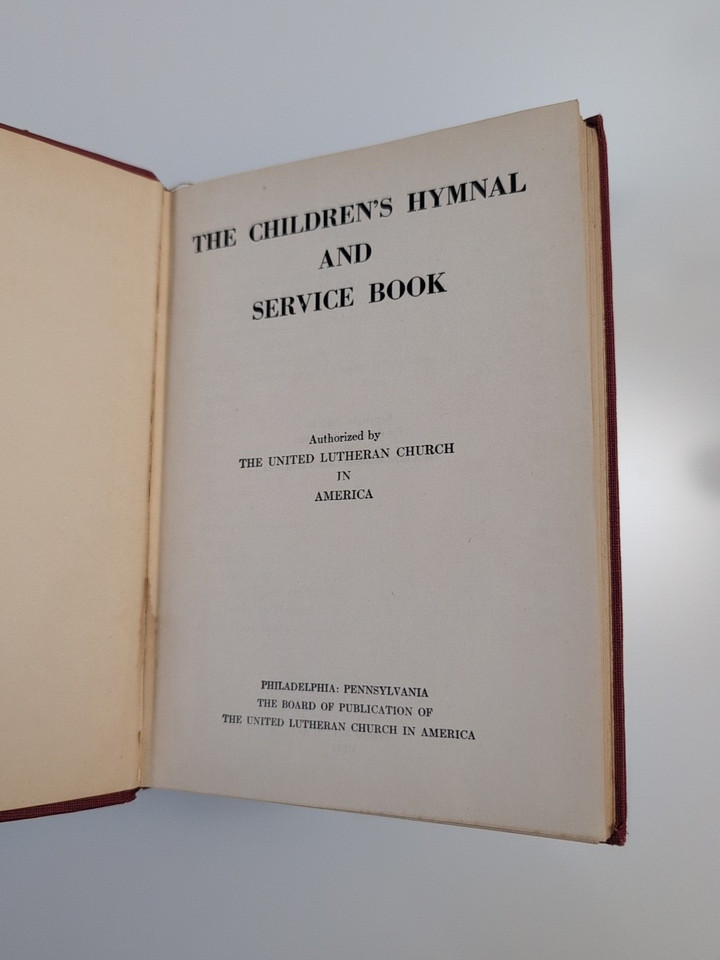 THE CHILDREN'S HYMNAL
AND
SERVICE BOOK
Authorized by
THE UNITED LUTHERAN CHURCH
IN
AMERICA
PHILADELPHIA: PENNSYLVANIA
THE BOARD OF PUBLICATION OF
THE UNITED LUTHERAN CHURCH IN AMERICA